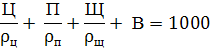 Ц/ρц + П/ρп + Щ/ρщ + В = 1000